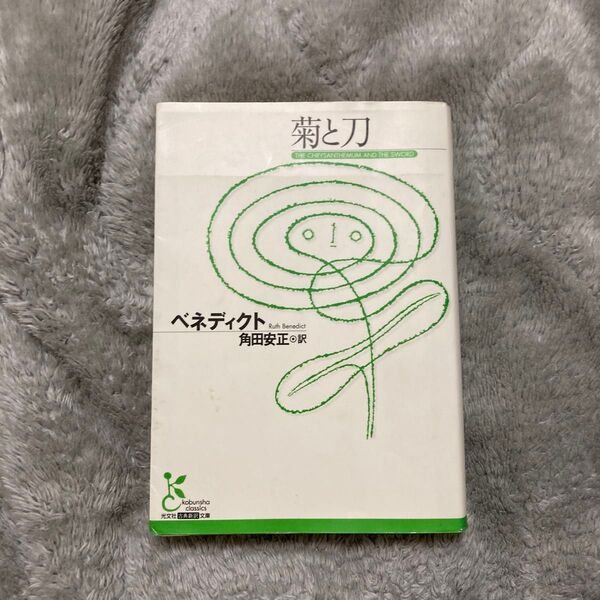 菊と刀
THE CHRYSANTHEMUM AND THE SWORD
ベネディクト Ruth Benedict
角田安正◉訳
kobunsha
classics
光文社古典新訳文庫